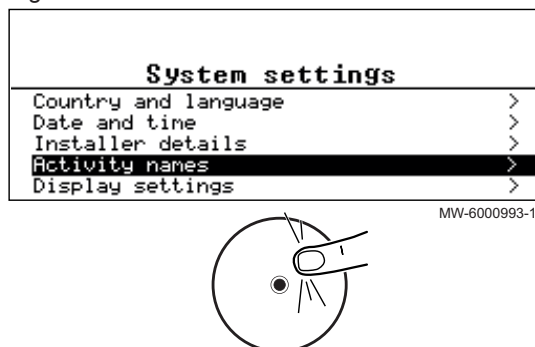 System settings
Country and language >
Date and time >
Installer details >
Activity names >
Display settings >
MW-6000993-1